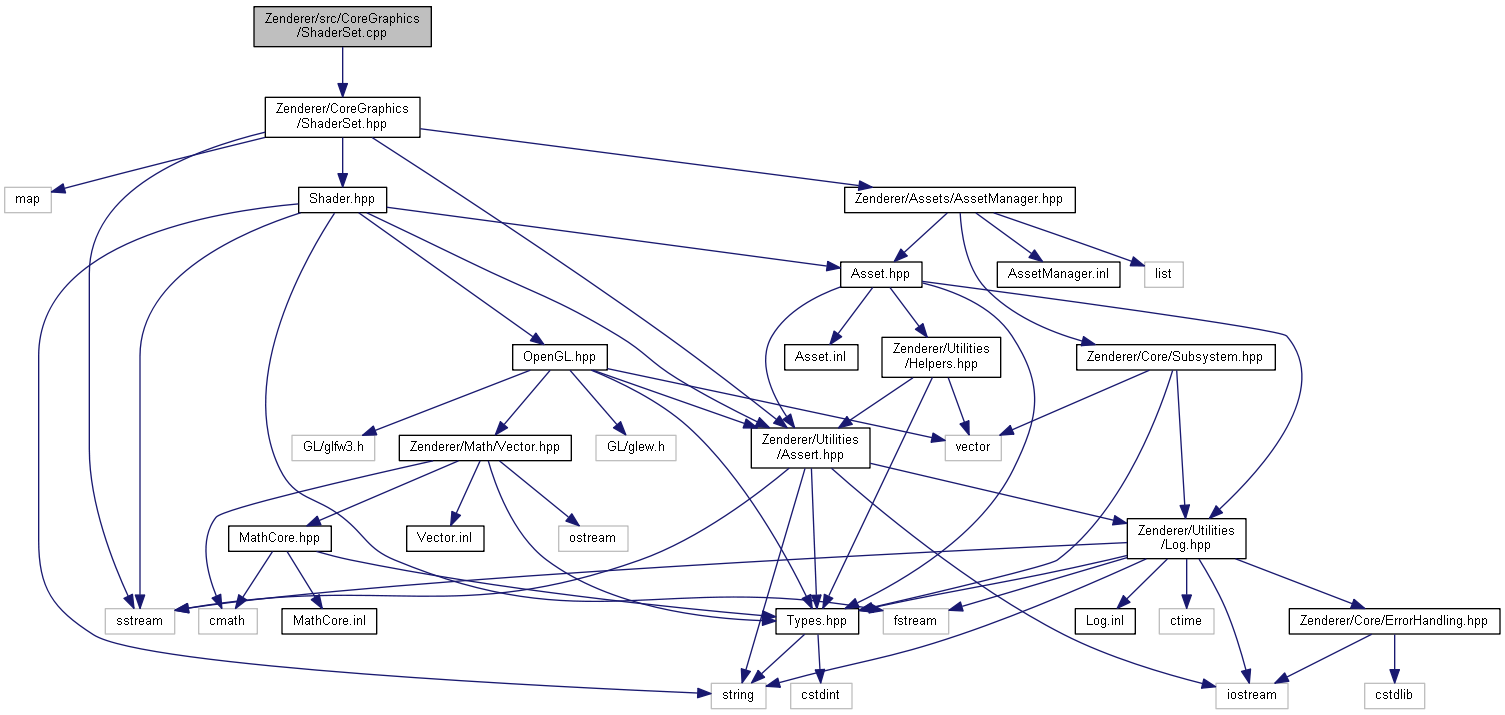 Zenderer/src/CoreGraphics
/ShaderSet.cpp
Zenderer/CoreGraphics
/ShaderSet.hpp
map
Shader.hpp
Zenderer/Assets/AssetManager.hpp
Asset.hpp
AssetManager.inl
list
OpenGL.hpp
Asset.inl
Zenderer/Utilities
/Helpers.hpp
Zenderer/Core/Subsystem.hpp
GL/glfw3.h
Zenderer/Math/Vector.hpp
GL/glew.h
Zenderer/Utilities
/Assert.hpp
vector
MathCore.hpp
Vector.inl
ostream
Zenderer/Utilities
/Log.hpp
sstream
cmath
MathCore.inl
Types.hpp
fstream
Log.inl
ctime
Zenderer/Core/ErrorHandling.hpp
string
cstdint
iostream
cstdlib